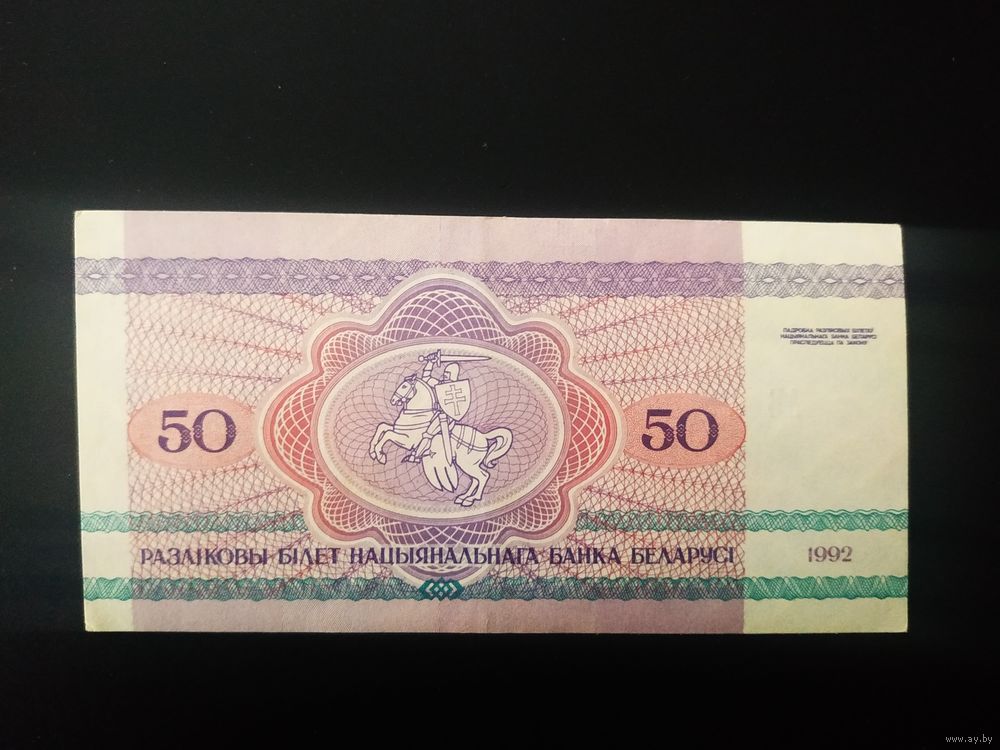 ПАДРОБКА РАЗЛІКОВЫХ БІЛЕТАЎ
НАЦЫЯНАЛЬНАГА БАНКА БЕЛАРУСІ
ПРАСЛЕДУЕЦЦА ПА ЗАКОНУ
50 50
РАЗЛІКОВЫ БІЛЕТ НАЦЫЯНАЛЬНАГА БАНКА БЕЛАРУСІ 1992
www.ay.by